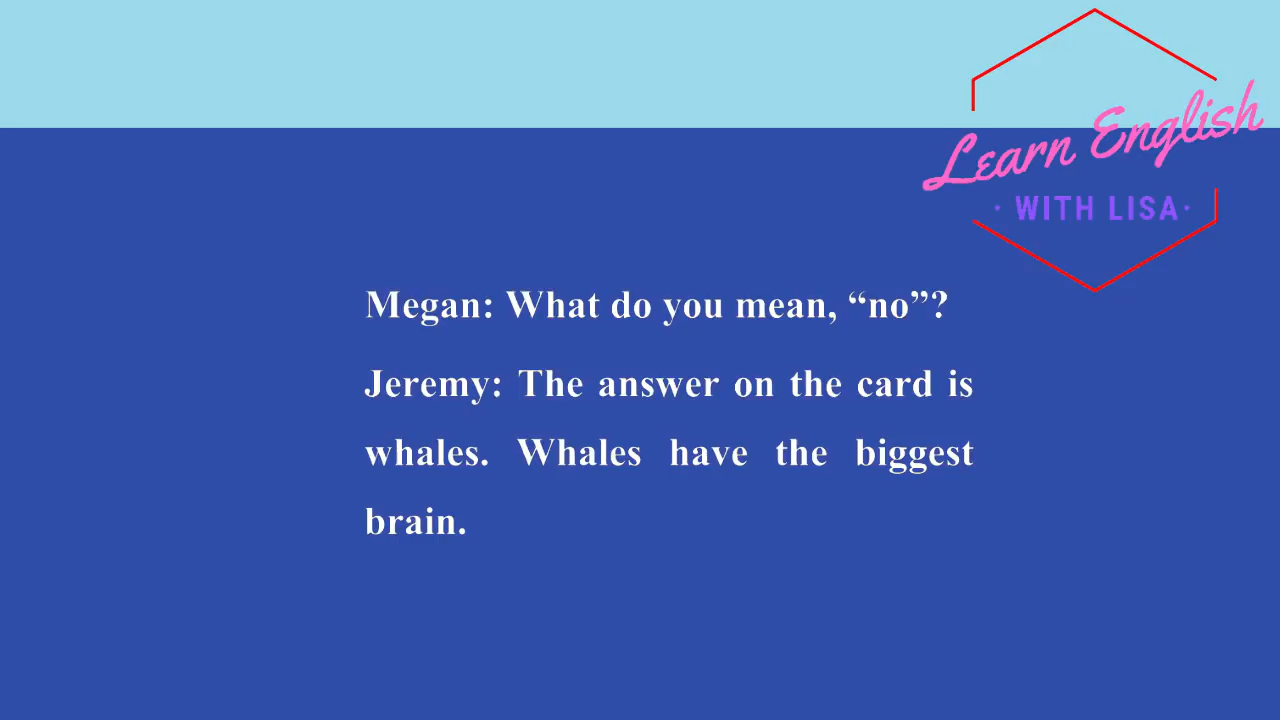 Learn English
· WITH LISA·
Megan: What do you mean, “no”?
Jeremy: The answer on the card is
whales. Whales have the biggest
brain.